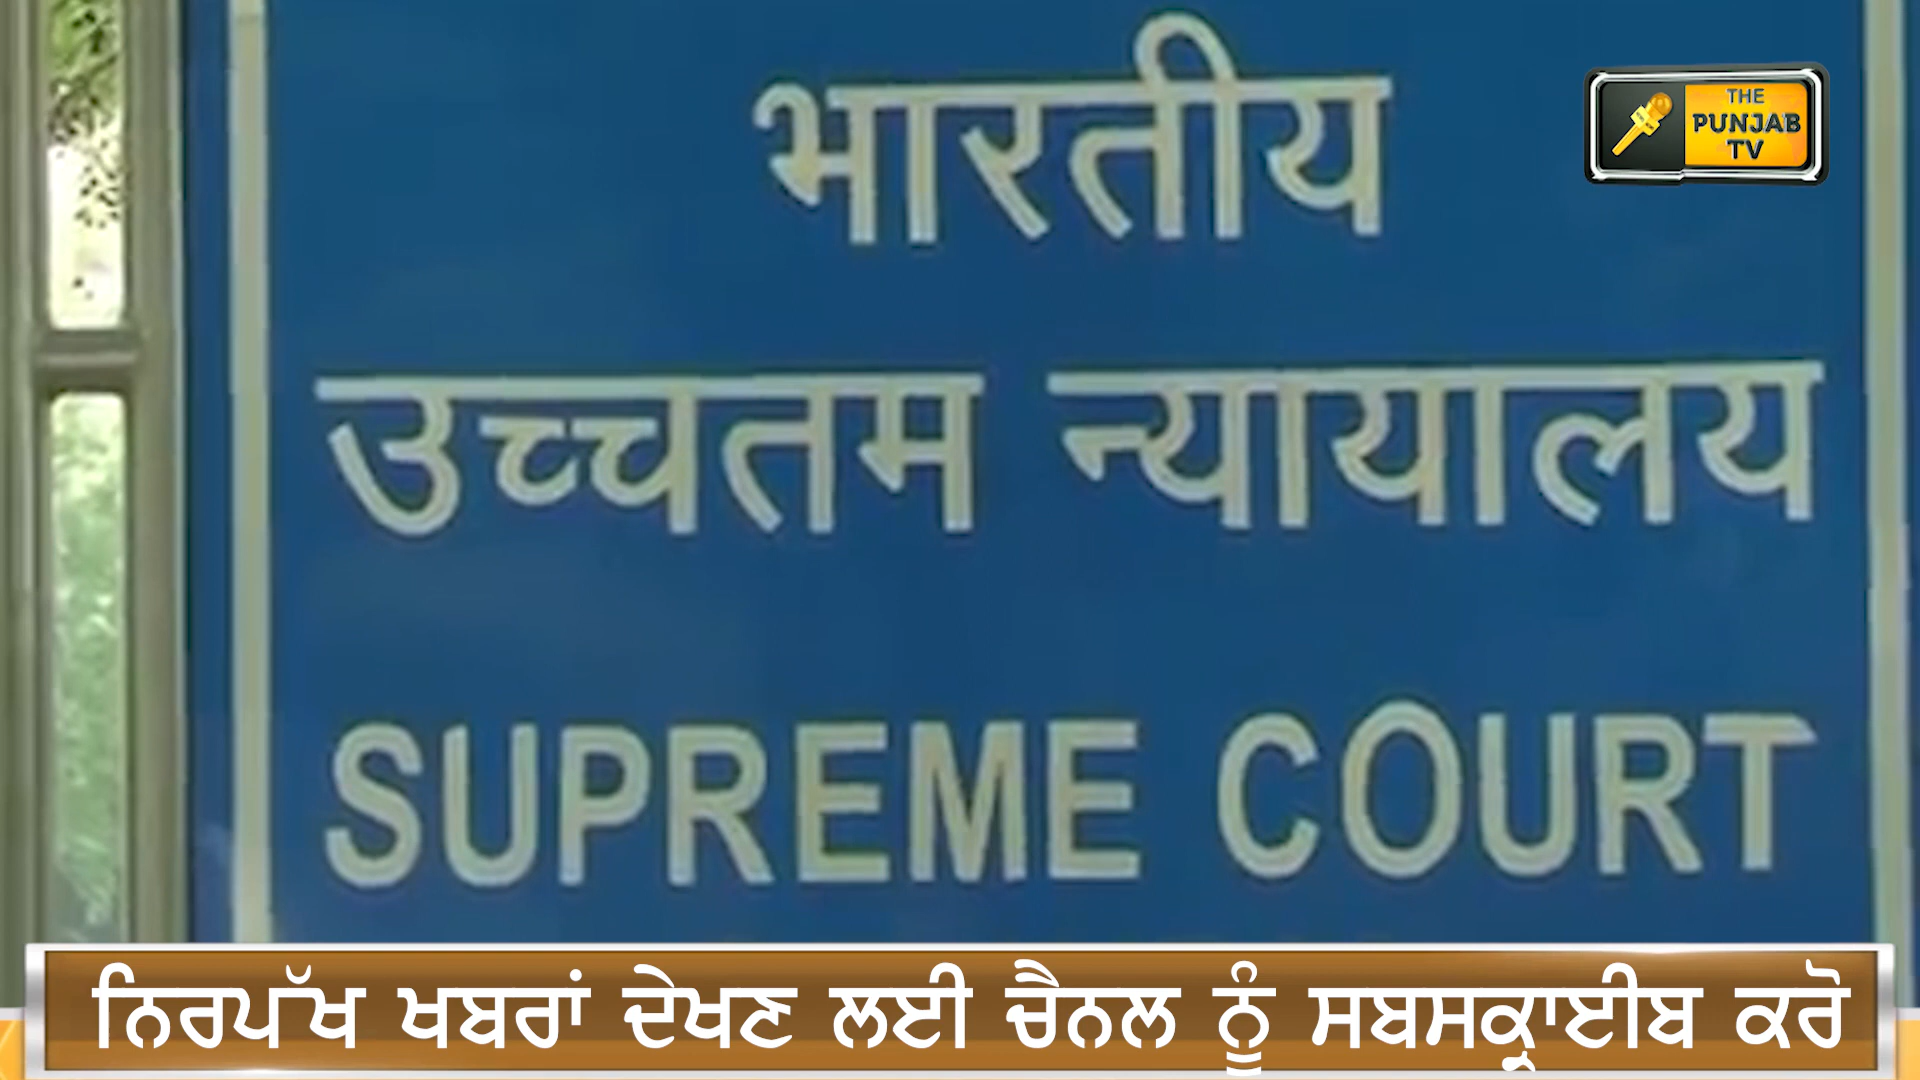 THE
PUNJAB
TV
भारतीय
उच्चतम न्यायालय
SUPREME COURT
ਨਿਰਪੱਖ ਖਬਰਾਂ ਦੇਖਣ ਲਈ ਚੈਨਲ ਨੂੰ ਸਬਸਕ੍ਰਾਈਬ ਕਰੋ